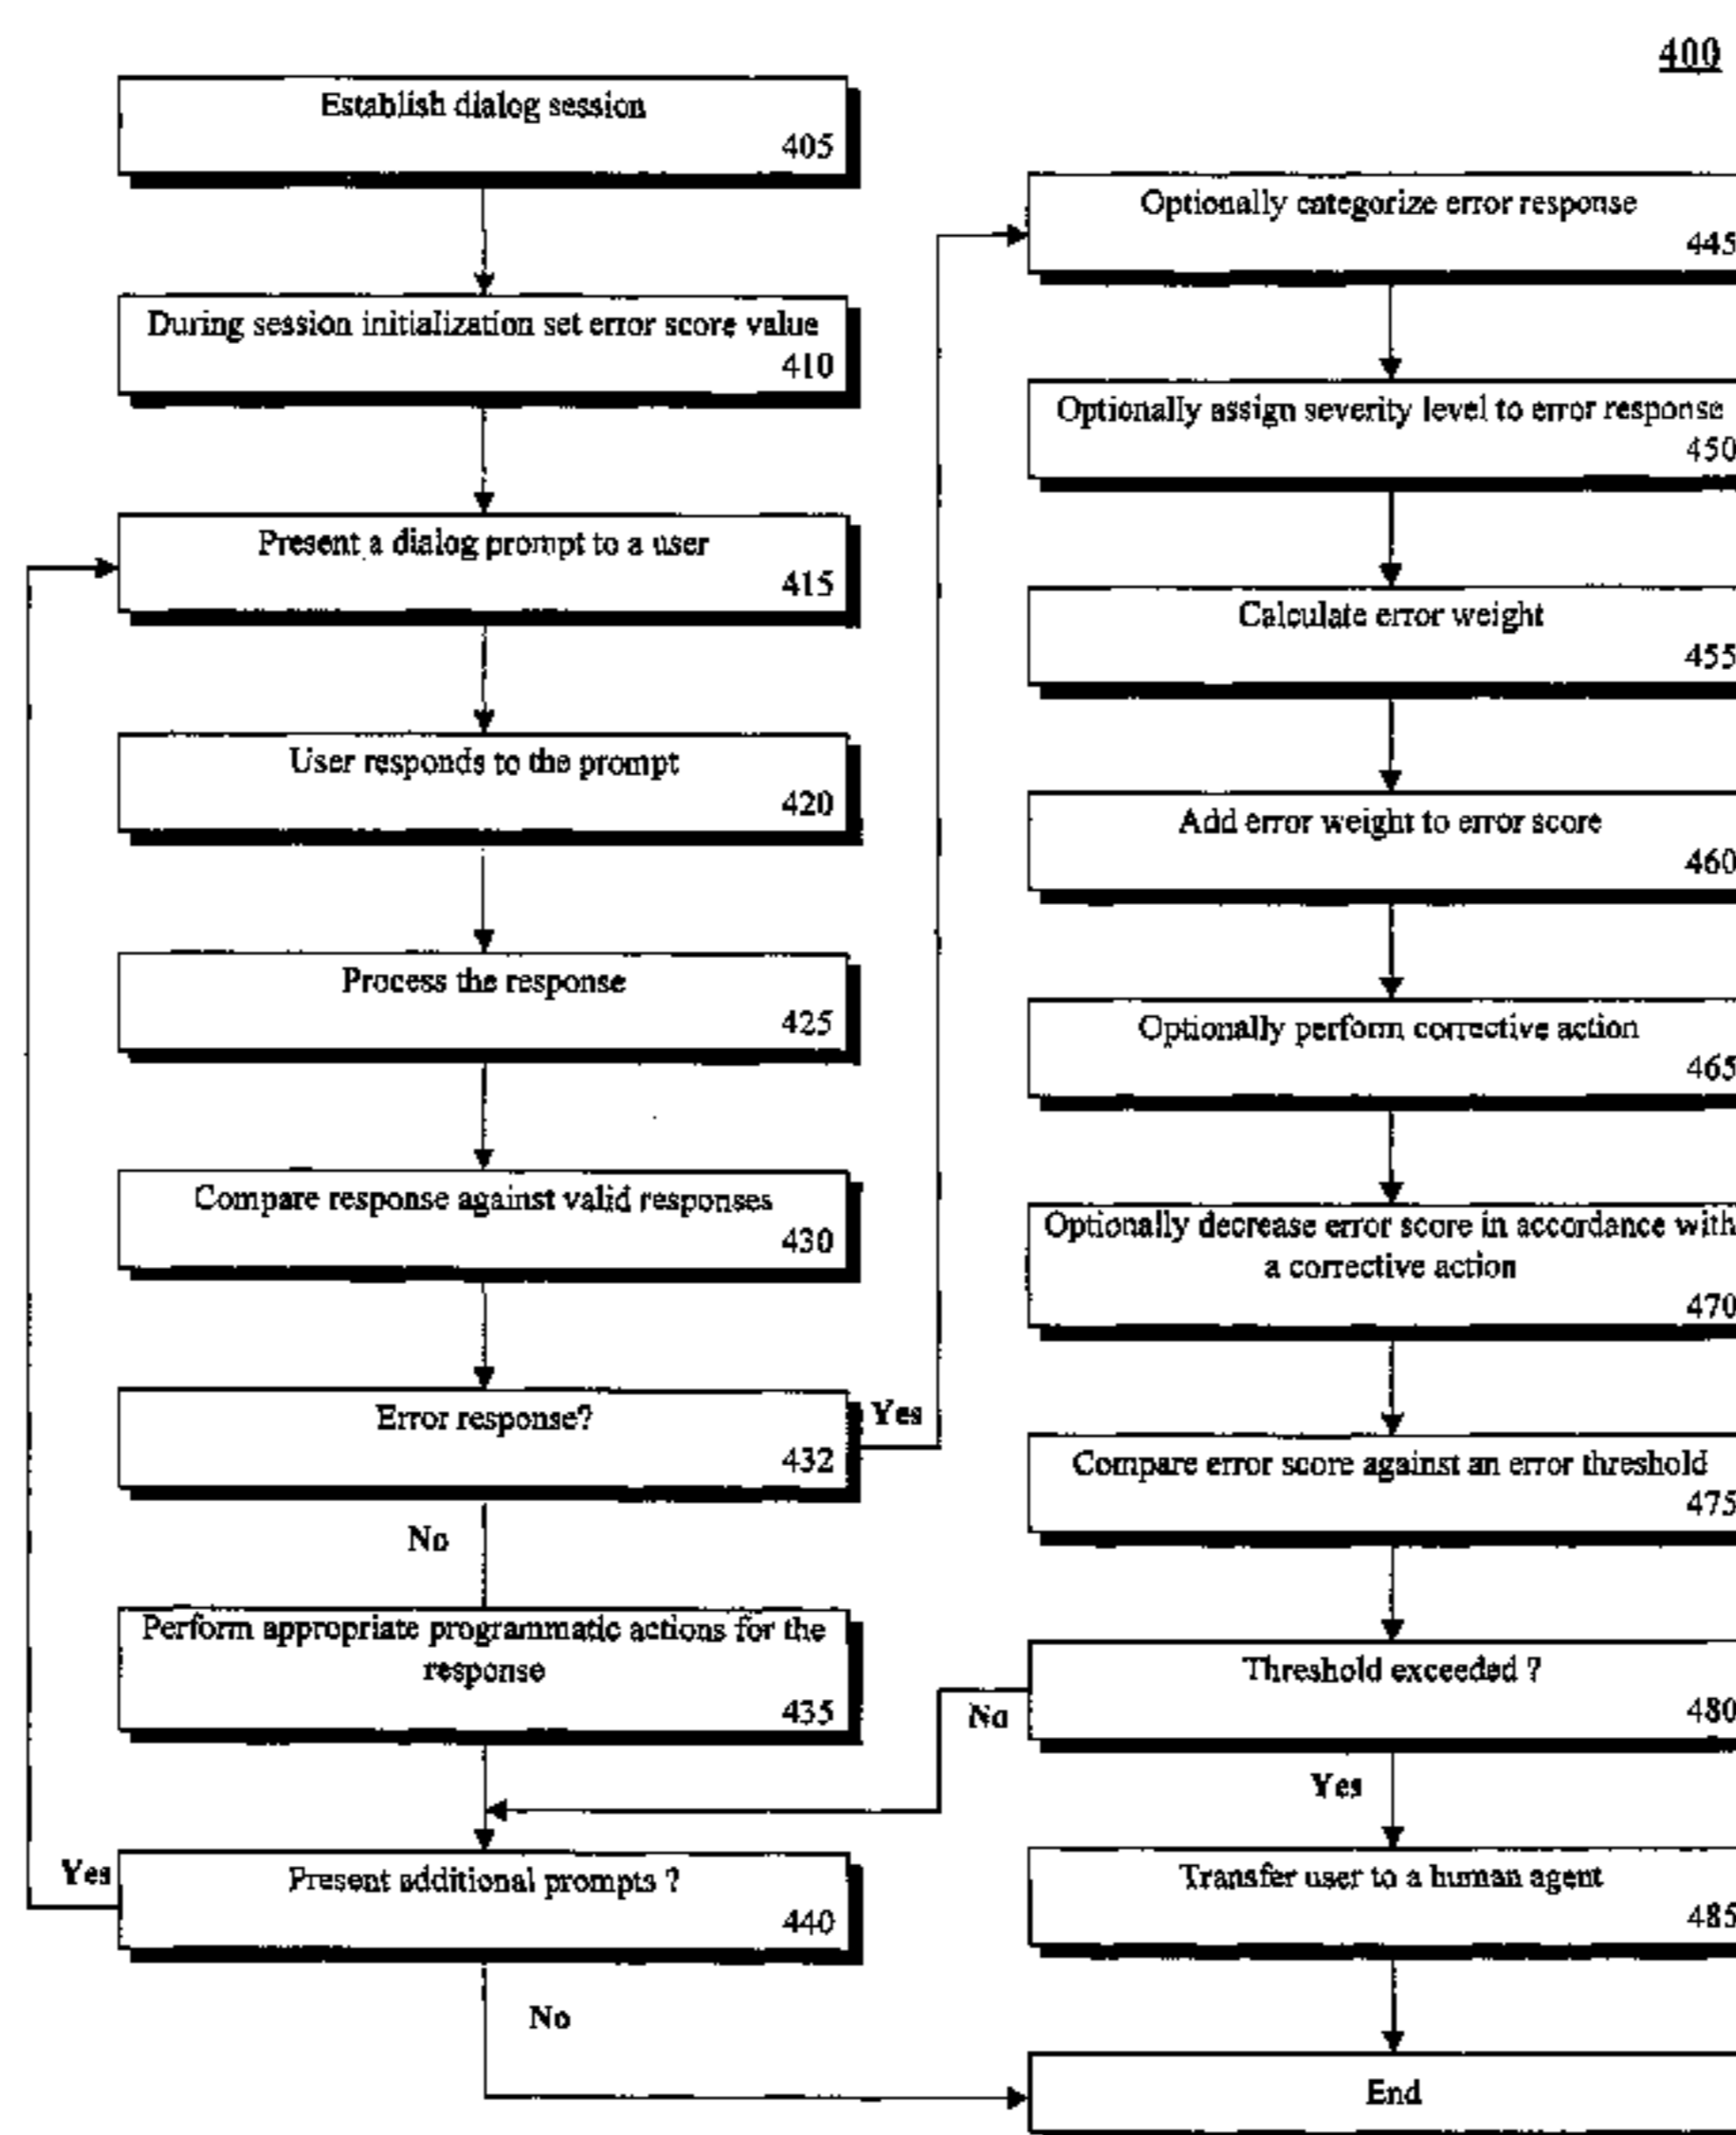 400
Establish dialog session
405
During session initialization set error score value
410
Present a dialog prompt to a user
415
User responds to the prompt
420
Process the response
425
Compare response against valid responses
430
Error response?
432
Yes
No
Perform appropriate programmatic actions for the
response
435
Present additional prompts ?
440
Yes
No
Optionally categorize error response
445
Optionally assign severity level to error response
450
Calculate error weight
455
Add error weight to error score
460
Optionally perform corrective action
465
Optionally decrease error score in accordance with
a corrective action
470
Compare error score against an error threshold
475
Threshold exceeded ?
480
No
Yes
Transfer user to a human agent
485
End